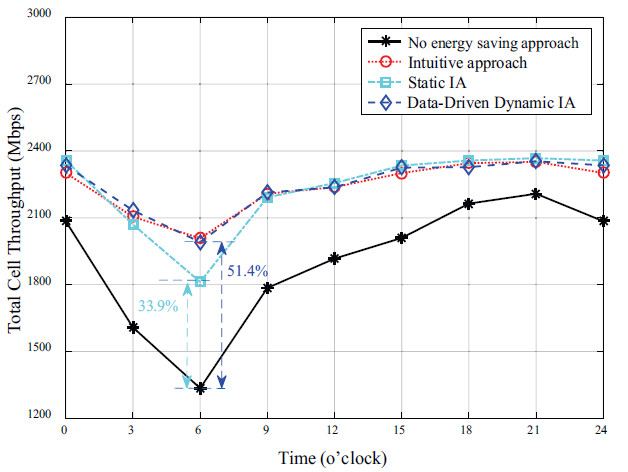 3000
2700
2400
2100
1800
1500
1200
Total Cell Throughput (Mbps)
No energy saving approach
Intuitive approach
Static IA
Data-Driven Dynamic IA
51.4%
33.9%
0 3 6 9 12 15 18 21 24
Time (o’clock)